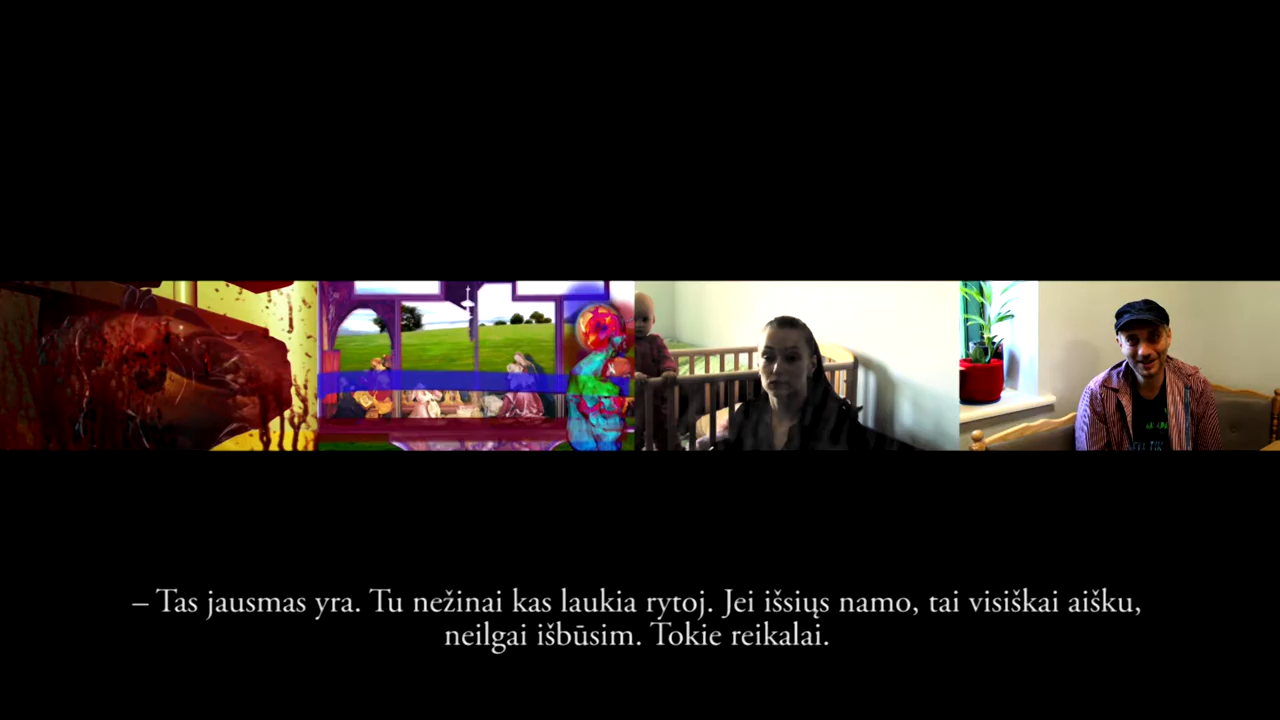 – Tas jausmas yra. Tu nežinai kas laukia rytoj. Jei išsiųs namo, tai visiškai aišku,
neilgai išbūsim. Tokie reikalai.